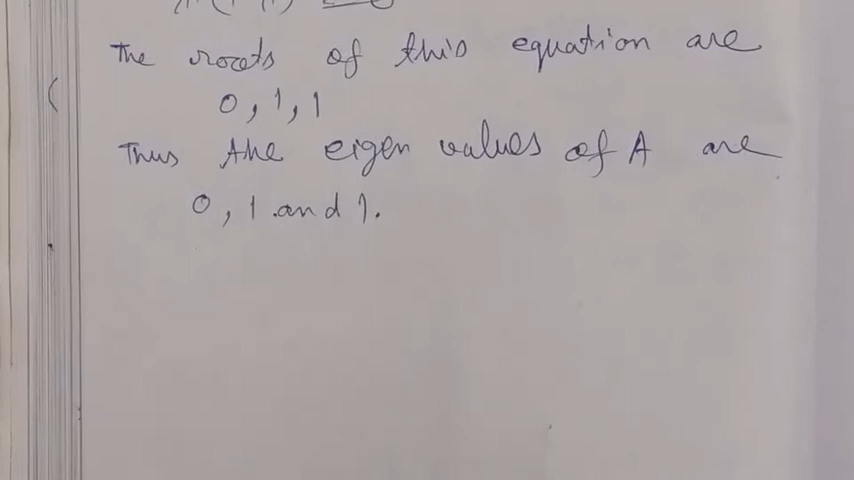 The roots of this equation are
0, 1, 1
Thus the eigen values of A are
0, 1 and 1.